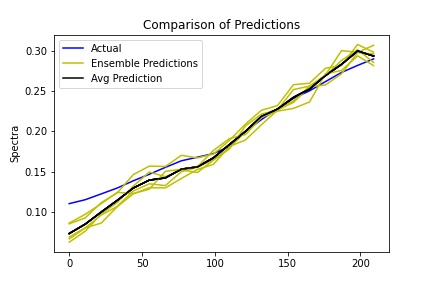 Comparison of Predictions
Actual
Ensemble Predictions
Avg Prediction
Spectra
0.30
0.25
0.20
0.15
0.10
0 50 100 150 200